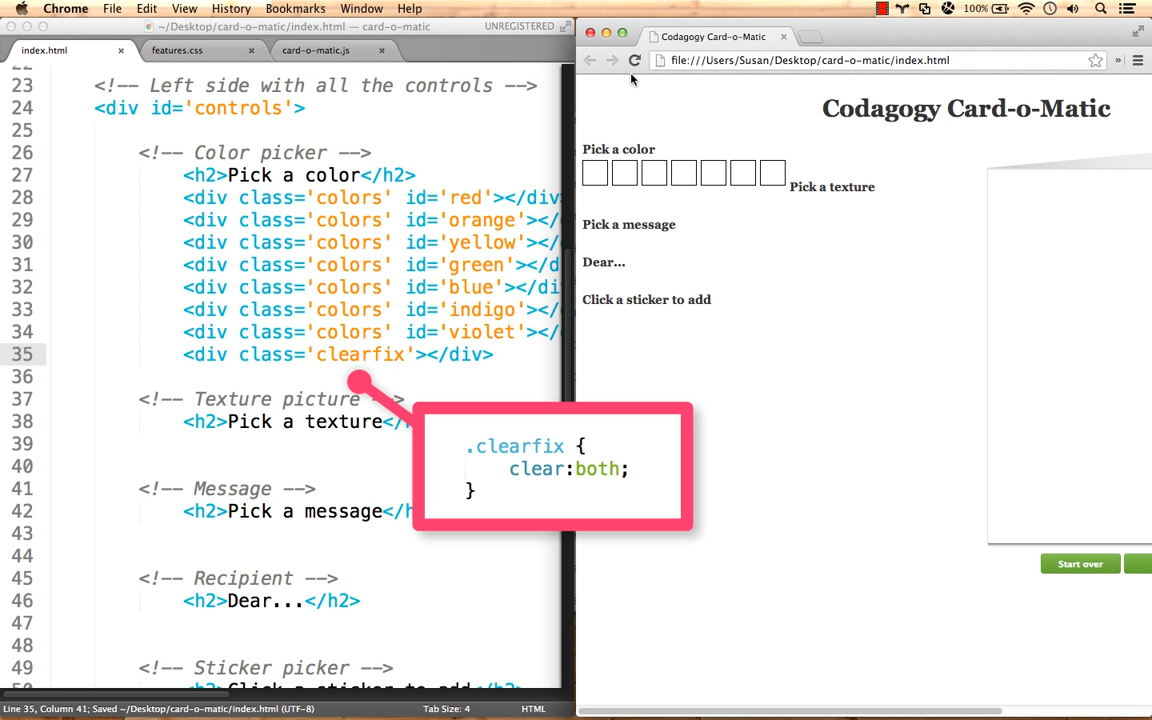 Chrome File Edit View History Bookmarks Window Help 100%
~/Desktop/card-o-matic/index.html — card-o-matic UNREGISTERED
index.html features.css card-o-matic.js
Codagogy Card-o-Matic
file:///Users/Susan/Desktop/card-o-matic/index.html »
23 <!-- Left side with all the controls -->
24 <div id='controls'>
25
26 <!-- Color picker -->
27 <h2>Pick a color</h2>
28 <div class='colors' id='red'></div
29 <div class='colors' id='orange'></
30 <div class='colors' id='yellow'></
31 <div class='colors' id='green'></d
32 <div class='colors' id='blue'></di
33 <div class='colors' id='indigo'></
34 <div class='colors' id='violet'></
35 <div class='clearfix'></div>
36
37 <!-- Texture picture -->
38 <h2>Pick a texture</
39
40
41 <!-- Message -->
42 <h2>Pick a message</h
43
44
45 <!-- Recipient -->
46 <h2>Dear...</h2>
47
48
49 <!-- Sticker picker -->
.clearfix {
clear:both;
}
Codagogy Card-o-Matic
Pick a color
Pick a texture
Pick a message
Dear...
Click a sticker to add
Start over
Line 35, Column 41; Saved ~/Desktop/card-o-matic/index.html (UTF-8) Tab Size: 4 HTML